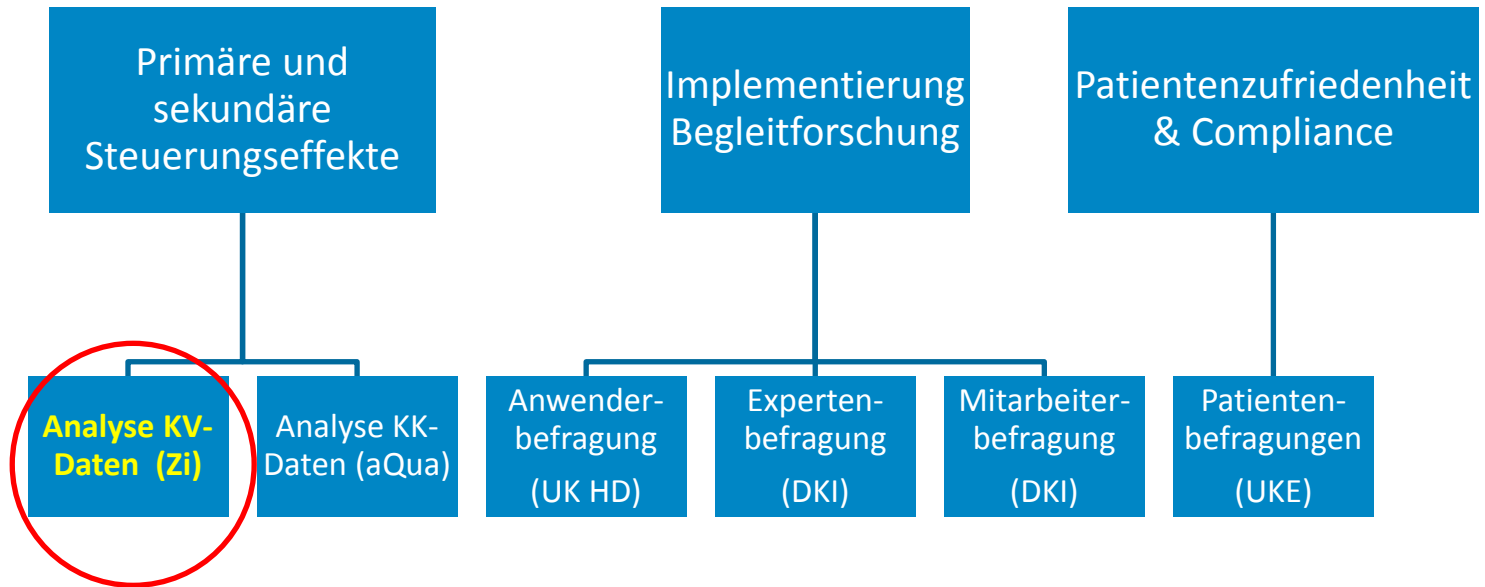 Primäre und
sekundäre
Steuerungseffekte
Implementierung
Begleitforschung
Patientenzufriedenheit
& Compliance
Analyse KV-
Daten (Zi)
Analyse KK-
Daten (aQua)
Anwender-
befragung
(UK HD)
Experten-
befragung
(DKI)
Mitarbeiter-
befragung
(DKI)
Patienten-
befragungen
(UKE)